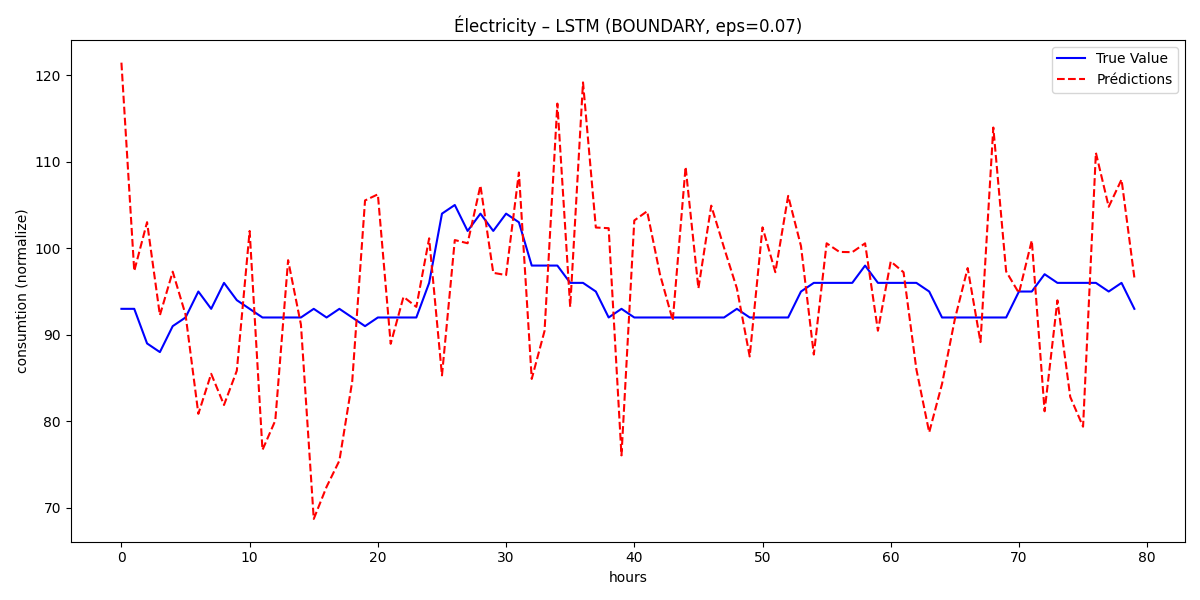 Électricity – LSTM (BOUNDARY, eps=0.07)
True Value
Prédictions
consumtion (normalize)
120
110
100
90
80
70
0 10 20 30 40 50 60 70 80
hours